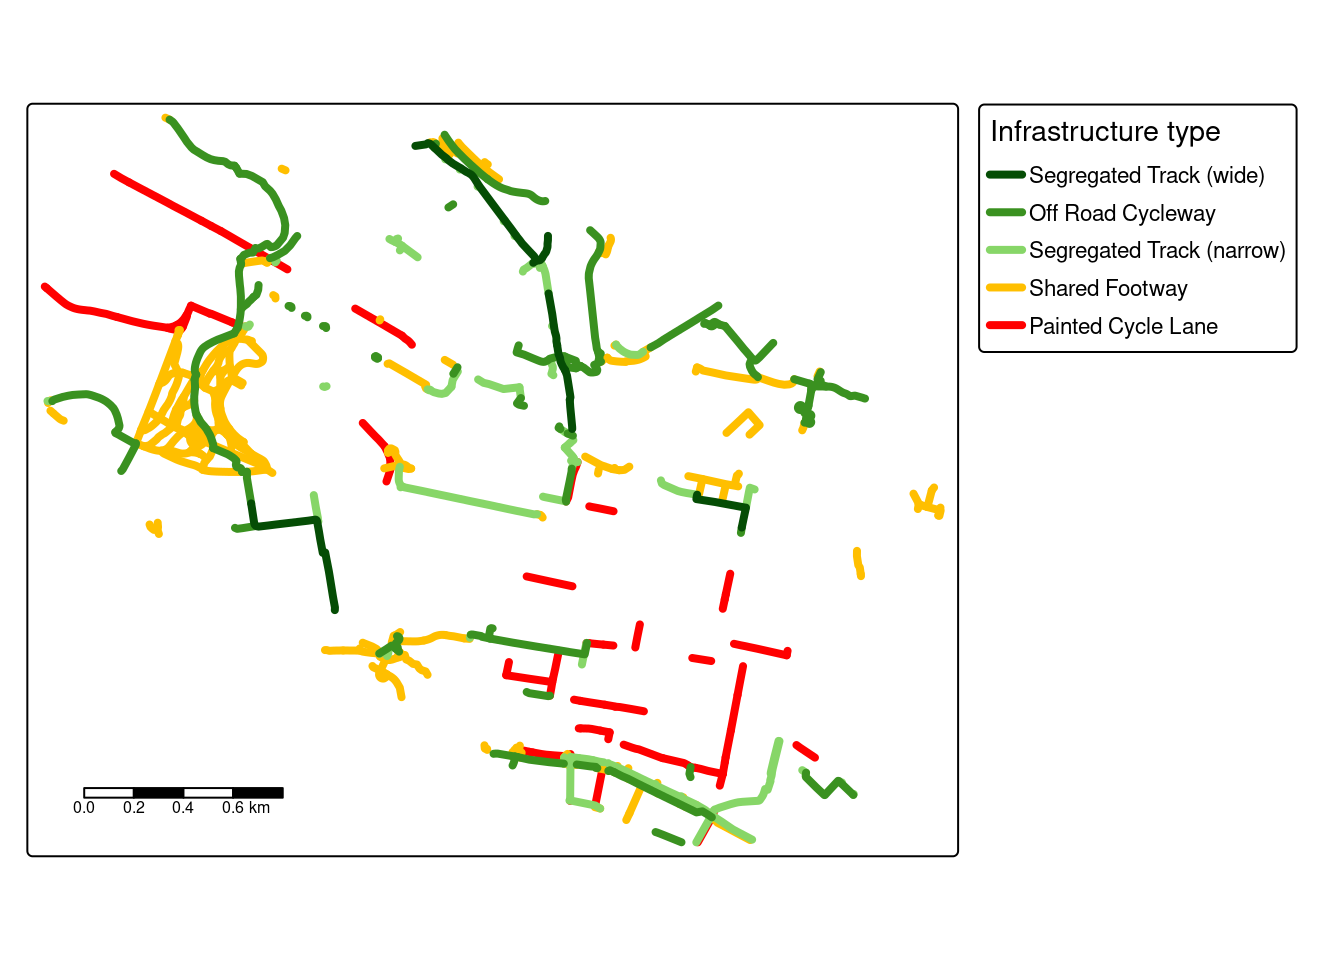 Infrastructure type
Segregated Track (wide)
Off Road Cycleway
Segregated Track (narrow)
Shared Footway
Painted Cycle Lane
0.0 0.2 0.4 0.6 km